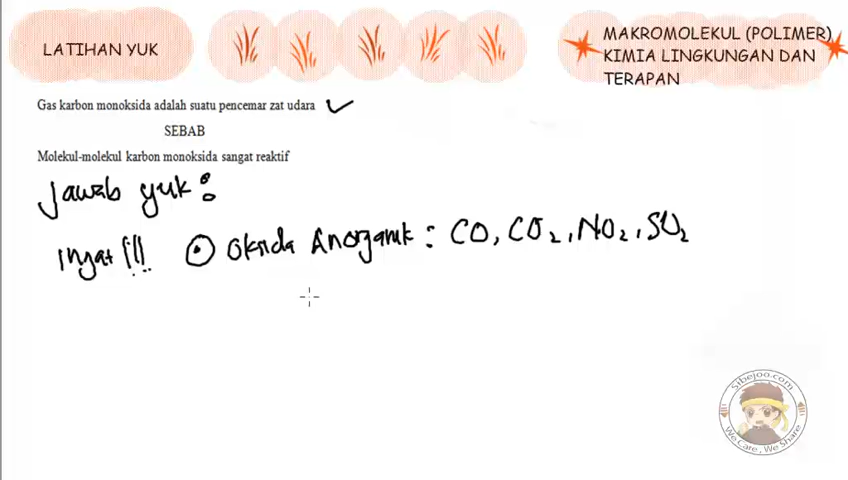 LATIHAN YUK
MAKROMOLEKUL (POLIMER)
KIMIA LINGKUNGAN DAN
TERAPAN
Gas karbon monoksida adalah suatu pencemar zat udara
SEBAB
Molekul-molekul karbon monoksida sangat reaktif
Jawab yuk :
Ingat !!! Oksida Anorganik : CO, CO₂, NO₂, SO₂
Sibejoo.com
We Care, We Share